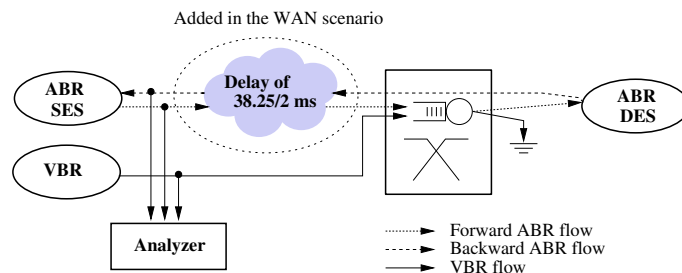 Added in the WAN scenario
ABR
SES
Delay of
38.25/2 ms
ABR
DES
VBR
Analyzer
Forward ABR flow
Backward ABR flow
VBR flow